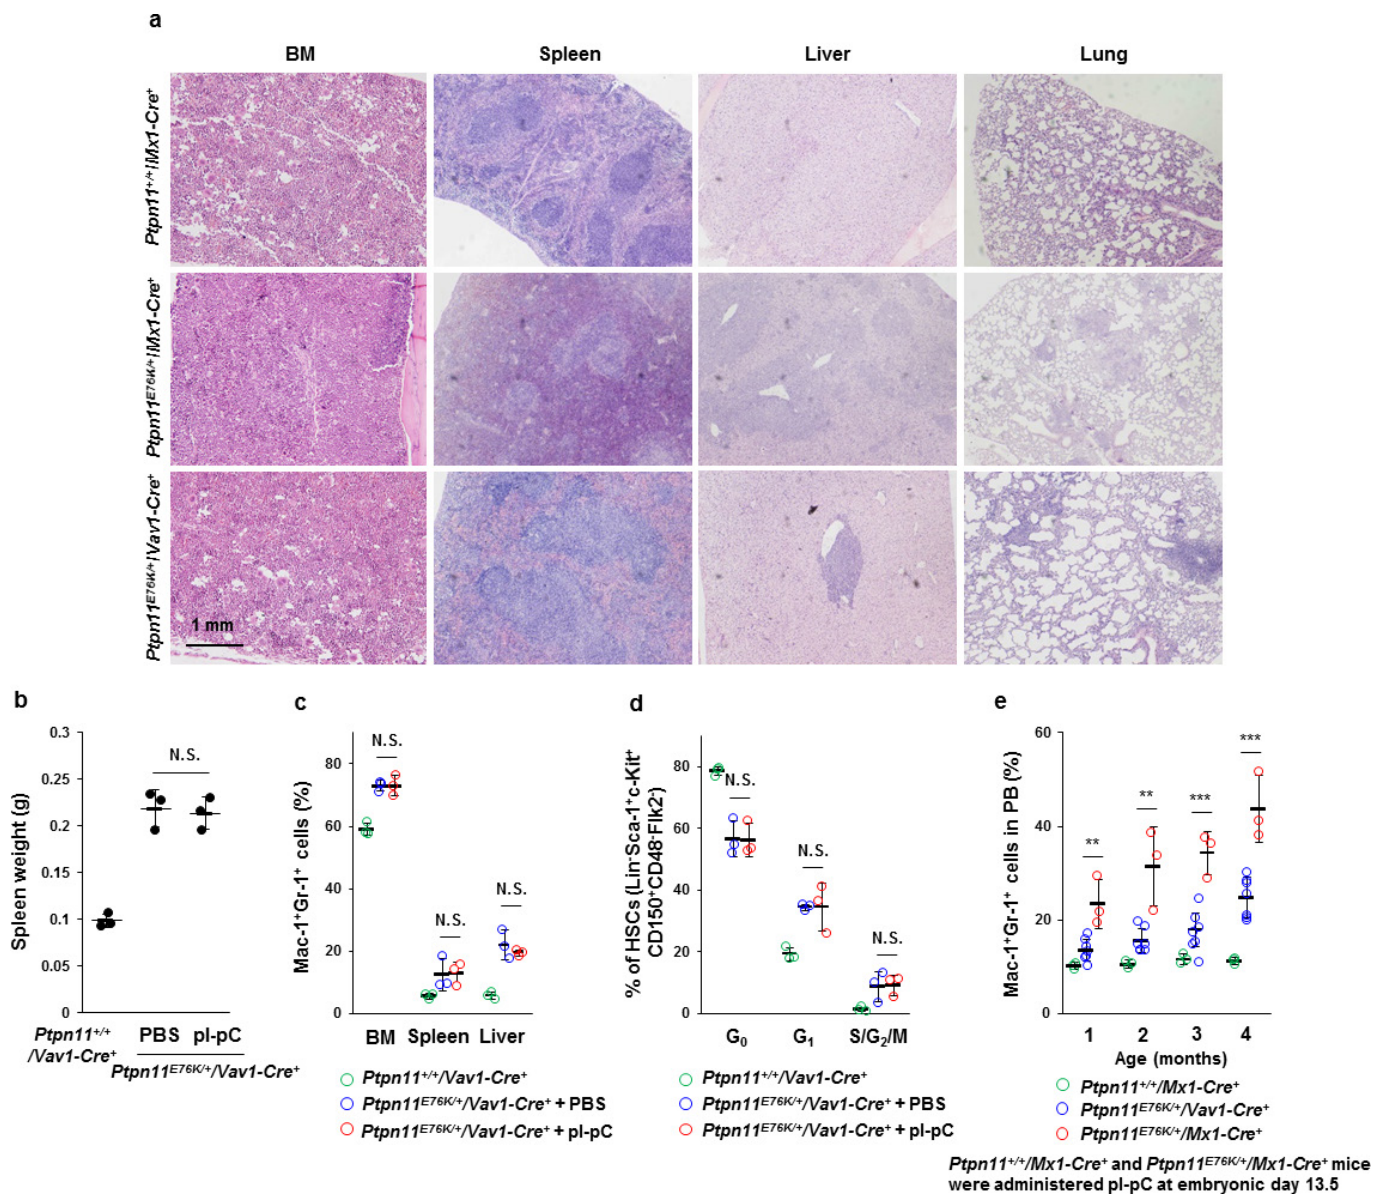 a
BM Spleen Liver Lung
Ptpn11+/+/Mx1-Cre+
Ptpn11E76K/+/Mx1-Cre+
Ptpn11E76K/+/Vav1-Cre+
1 mm
b
Spleen weight (g)
0.3
0.25
0.2
0.15
0.1
0.05
0
N.S.
Ptpn11+/+
/Vav1-Cre+
PBS pI-pC
Ptpn11E76K/+/Vav1-Cre+
c
Mac-1+Gr-1+ cells (%)
80
60
40
20
0
N.S.
N.S.
N.S.
BM Spleen Liver
Ptpn11+/+/Vav1-Cre+
Ptpn11E76K/+/Vav1-Cre+ + PBS
Ptpn11E76K/+/Vav1-Cre+ + pI-pC
d
% of HSCs (Lin-Sca-1+c-Kit+
CD150+CD48-Flk2-)
80
60
40
20
0
N.S.
N.S.
N.S.
G0 G1 S/G2/M
Ptpn11+/+/Vav1-Cre+
Ptpn11E76K/+/Vav1-Cre+ + PBS
Ptpn11E76K/+/Vav1-Cre+ + pI-pC
e
Mac-1+Gr-1+ cells in PB (%)
60
40
20
0
**
**
***
***
1 2 3 4
Age (months)
Ptpn11+/+/Mx1-Cre+
Ptpn11E76K/+/Vav1-Cre+
Ptpn11E76K/+/Mx1-Cre+
Ptpn11+/+/Mx1-Cre+ and Ptpn11E76K/+/Mx1-Cre+ mice
were administered pI-pC at embryonic day 13.5